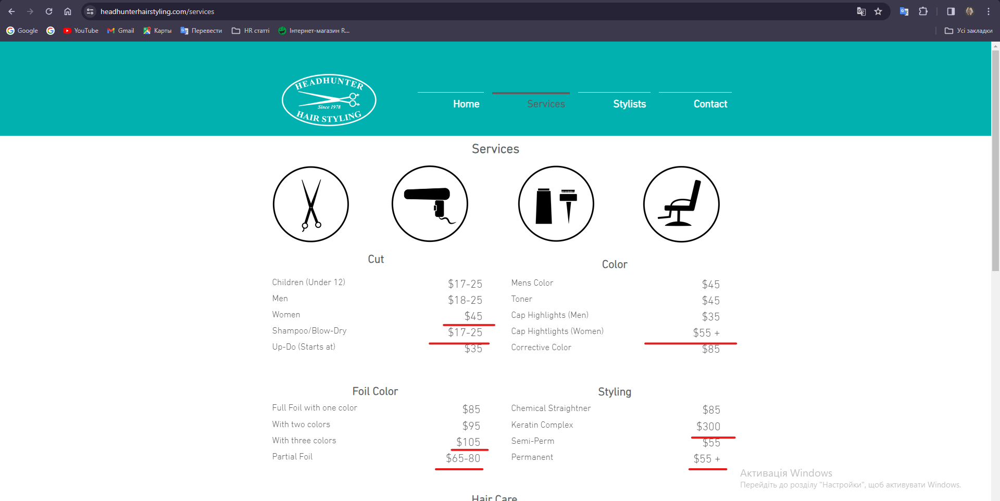 headhunterhairstyling.com/services
Google
YouTube
Gmail
Карты
Перевести
HR статті
Інтернет-магазин R...
Усі закладки
HEADHUNTER
Since 1978
HAIR STYLING
Home
Services
Stylists
Contact
Services
Cut
Children (Under 12) $17-25
Men $18-25
Women $45
Shampoo/Blow-Dry $17-25
Up-Do (Starts at) $35
Color
Mens Color $45
Toner $45
Cap Highlights (Men) $35
Cap Hightlights (Women) $55 +
Corrective Color $85
Foil Color
Full Foil with one color $85
With two colors $95
With three colors $105
Partial Foil $65-80
Styling
Chemical Straightner $85
Keratin Complex $300
Semi-Perm $55
Permanent $55 +
Hair Care
Активація Windows
Перейдіть до розділу "Настройки", щоб активувати Windows.